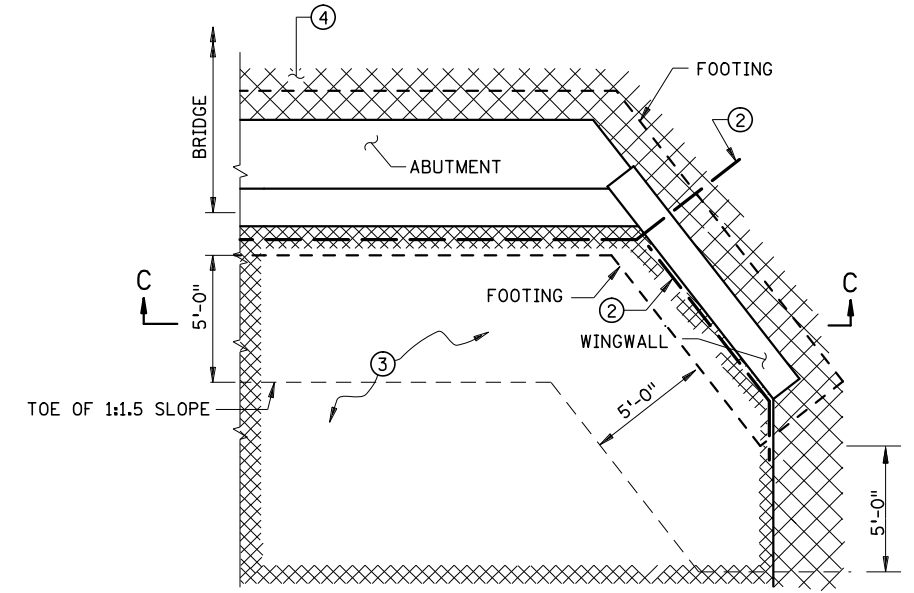 4
FOOTING
2
BRIDGE
ABUTMENT
C
C
5'-0"
FOOTING
2
WINGWALL
3
TOE OF 1:1.5 SLOPE
5'-0"
5'-0"